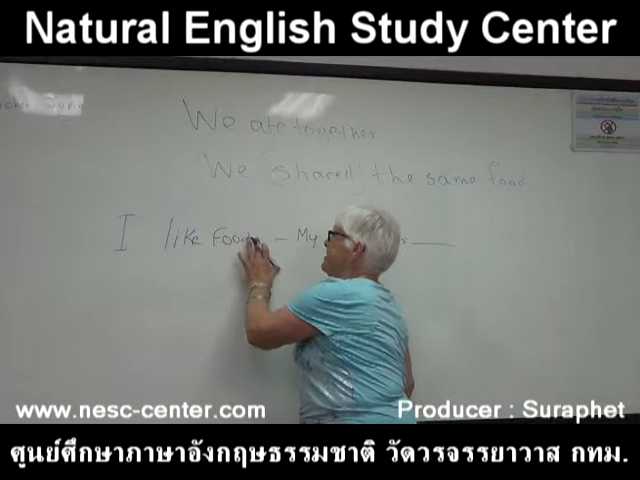 Natural English Study Center
We ate together
We shared the same food
I like Food - My
www.nesc-center.com
Producer : Suraphet
ศูนย์ศึกษาภาษาอังกฤษธรรมชาติ วัดวรจรรยาวาส กทม.